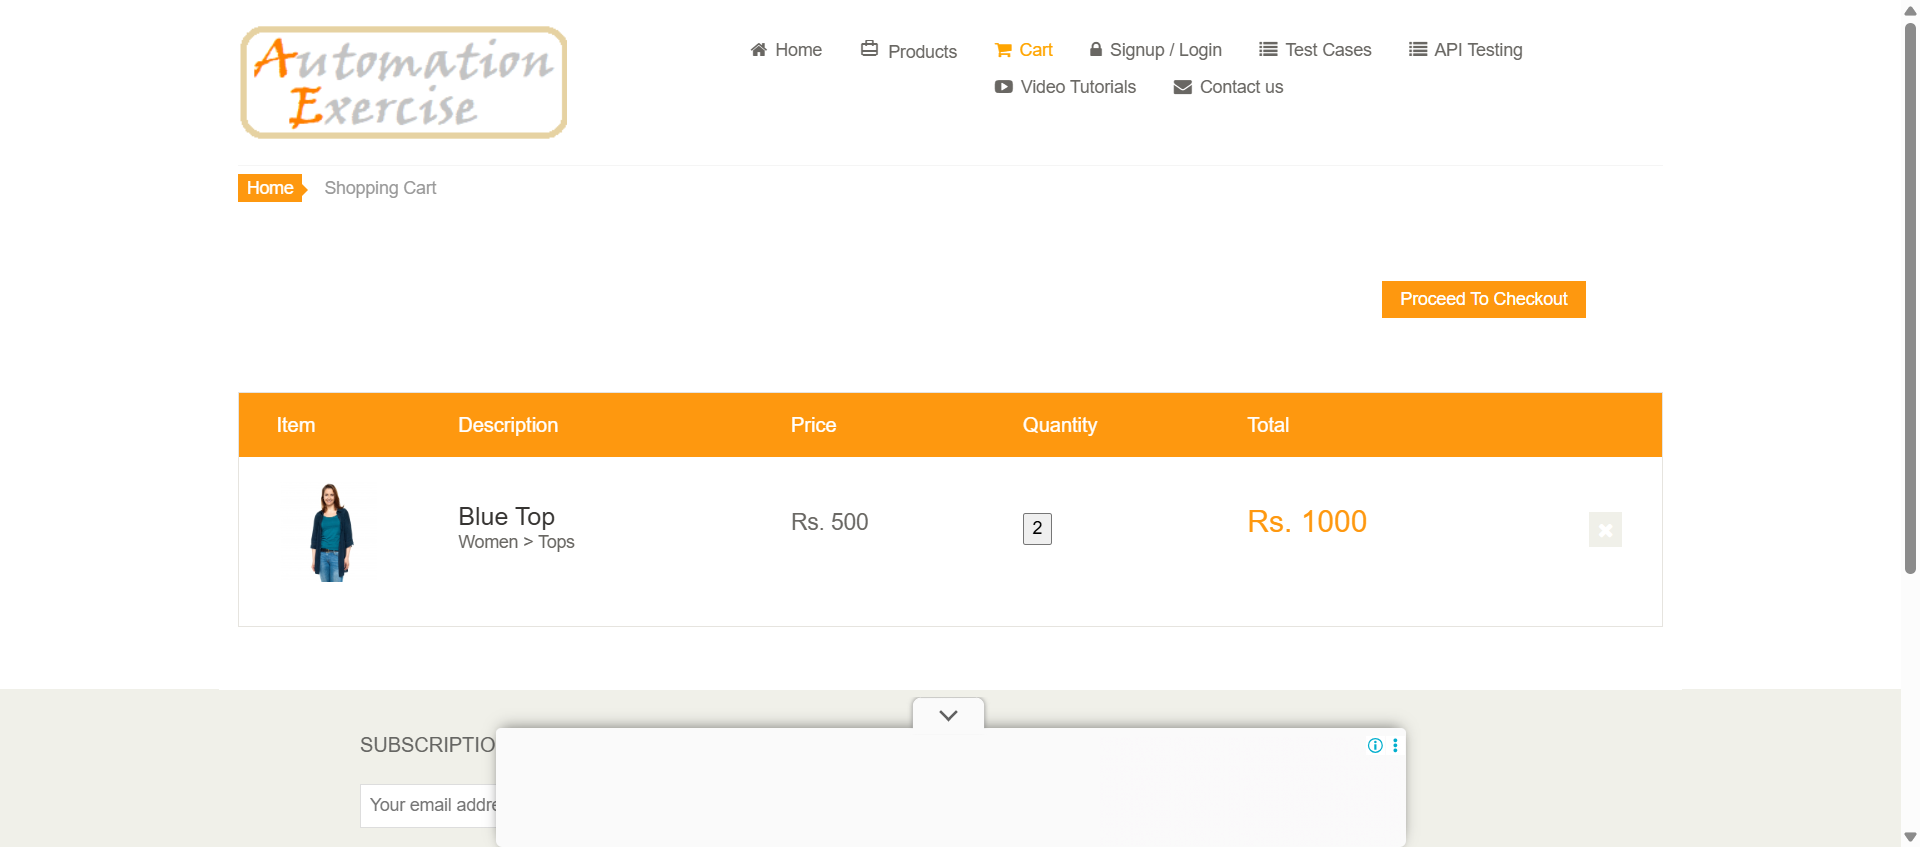 Automation
Exercise
Home
Products
Cart
Signup / Login
Test Cases
API Testing
Video Tutorials
Contact us
Home
Shopping Cart
Proceed To Checkout
Item Description Price Quantity Total
Blue Top
Women > Tops
Rs. 500
2
Rs. 1000
SUBSCRIPTIO
Your email addre